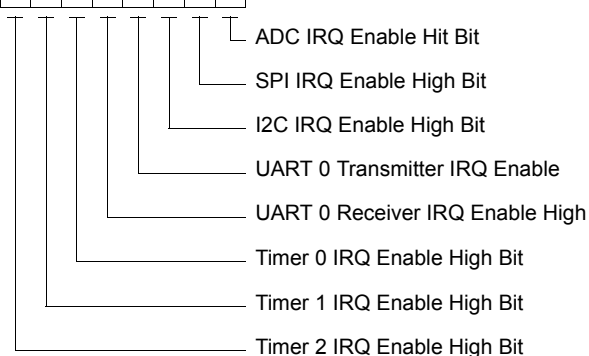 ADC IRQ Enable Hit Bit
SPI IRQ Enable High Bit
I2C IRQ Enable High Bit
UART 0 Transmitter IRQ Enable
UART 0 Receiver IRQ Enable High
Timer 0 IRQ Enable High Bit
Timer 1 IRQ Enable High Bit
Timer 2 IRQ Enable High Bit